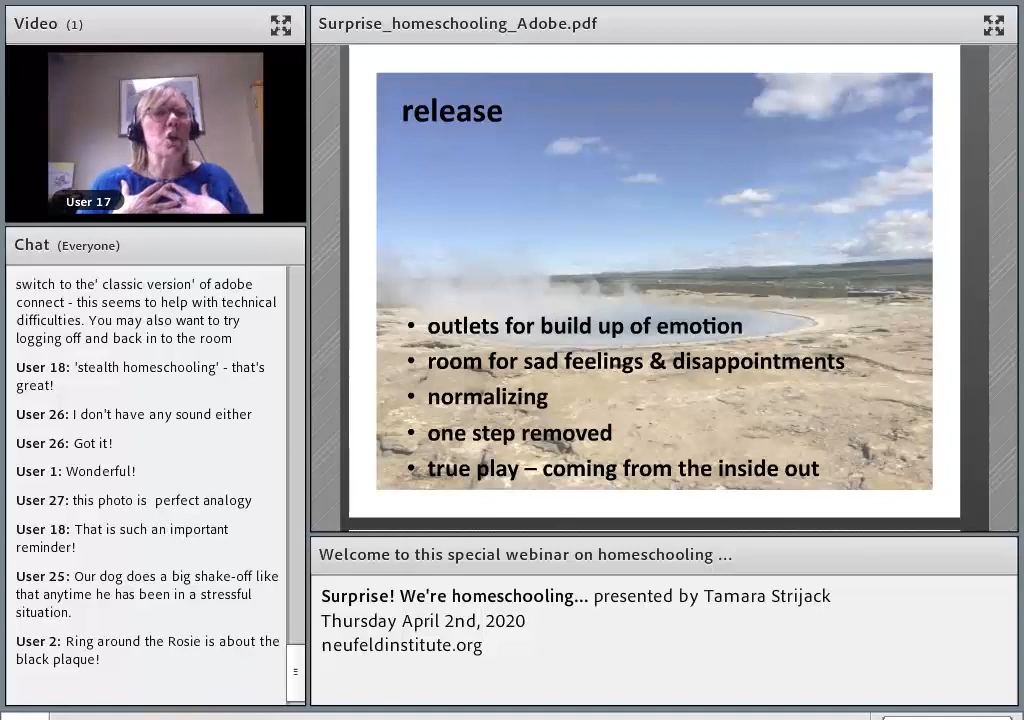 Video (1)
User 17
Chat (Everyone)
switch to the' classic version' of adobe
connect - this seems to help with technical
difficulties. You may also want to try
logging off and back in to the room
User 18: 'stealth homeschooling' - that's
great!
User 26: I don't have any sound either
User 26: Got it!
User 1: Wonderful!
User 27: this photo is perfect analogy
User 18: That is such an important
reminder!
User 25: Our dog does a big shake-off like
that anytime he has been in a stressful
situation.
User 2: Ring around the Rosie is about the
black plaque!
Surprise_homeschooling_Adobe.pdf
release
• outlets for build up of emotion
• room for sad feelings & disappointments
• normalizing
• one step removed
• true play – coming from the inside out
Welcome to this special webinar on homeschooling ...
Surprise! We're homeschooling... presented by Tamara Strijack
Thursday April 2nd, 2020
neufeldinstitute.org